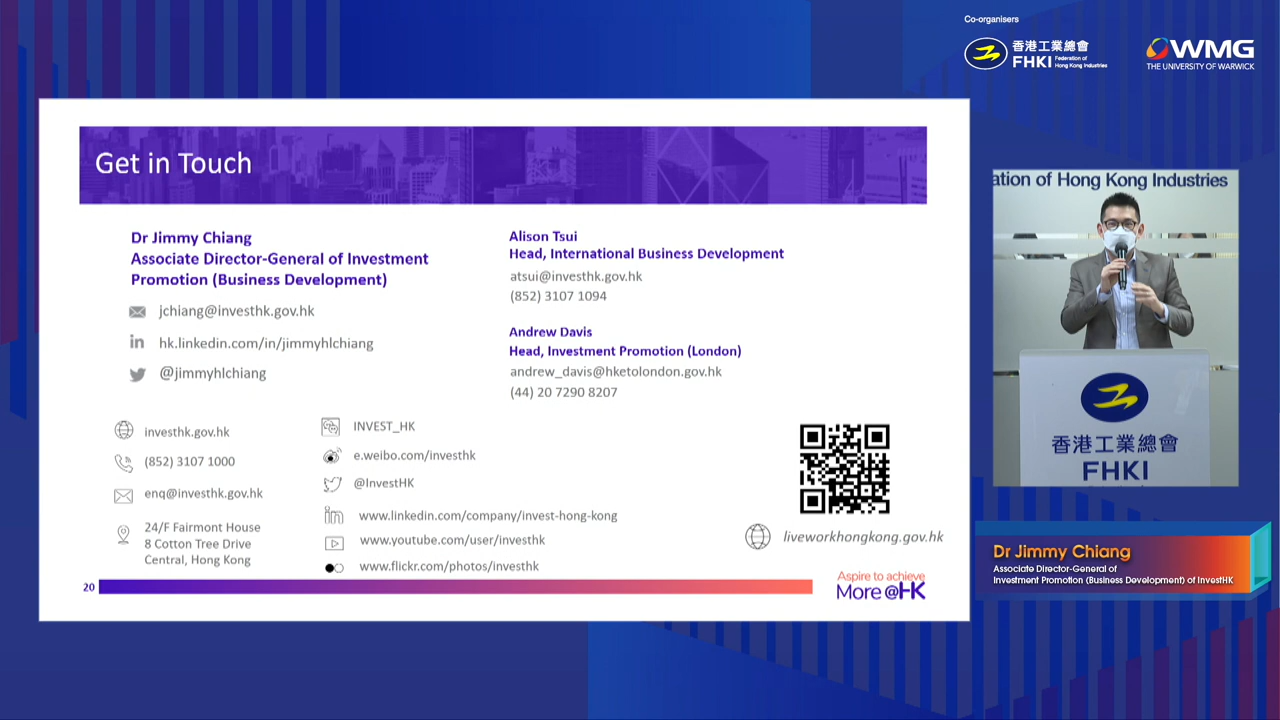 Co-organisers
香港工業總會
FHKI Federation of
Hong Kong Industries
WMG
THE UNIVERSITY OF WARWICK
Get in Touch
Dr Jimmy Chiang
Associate Director-General of Investment
Promotion (Business Development)
jchiang@investhk.gov.hk
in hk.linkedin.com/in/jimmyhlchiang
@jimmyhlchiang
Alison Tsui
Head, International Business Development
atsui@investhk.gov.hk
(852) 3107 1094
Andrew Davis
Head, Investment Promotion (London)
andrew_davis@hketolondon.gov.hk
(44) 20 7290 8207
investhk.gov.hk
(852) 3107 1000
enq@investhk.gov.hk
24/F Fairmont House
8 Cotton Tree Drive
Central, Hong Kong
INVEST_HK
e.weibo.com/investhk
@InvestHK
in www.linkedin.com/company/invest-hong-kong
www.youtube.com/user/investhk
www.flickr.com/photos/investhk
liveworkhongkong.gov.hk
20
Aspire to achieve
More @HK
ation of Hong Kong Industries
香港工業總會
FHKI
Dr Jimmy Chiang
Associate Director-General of
Investment Promotion (Business Development) of InvestHK